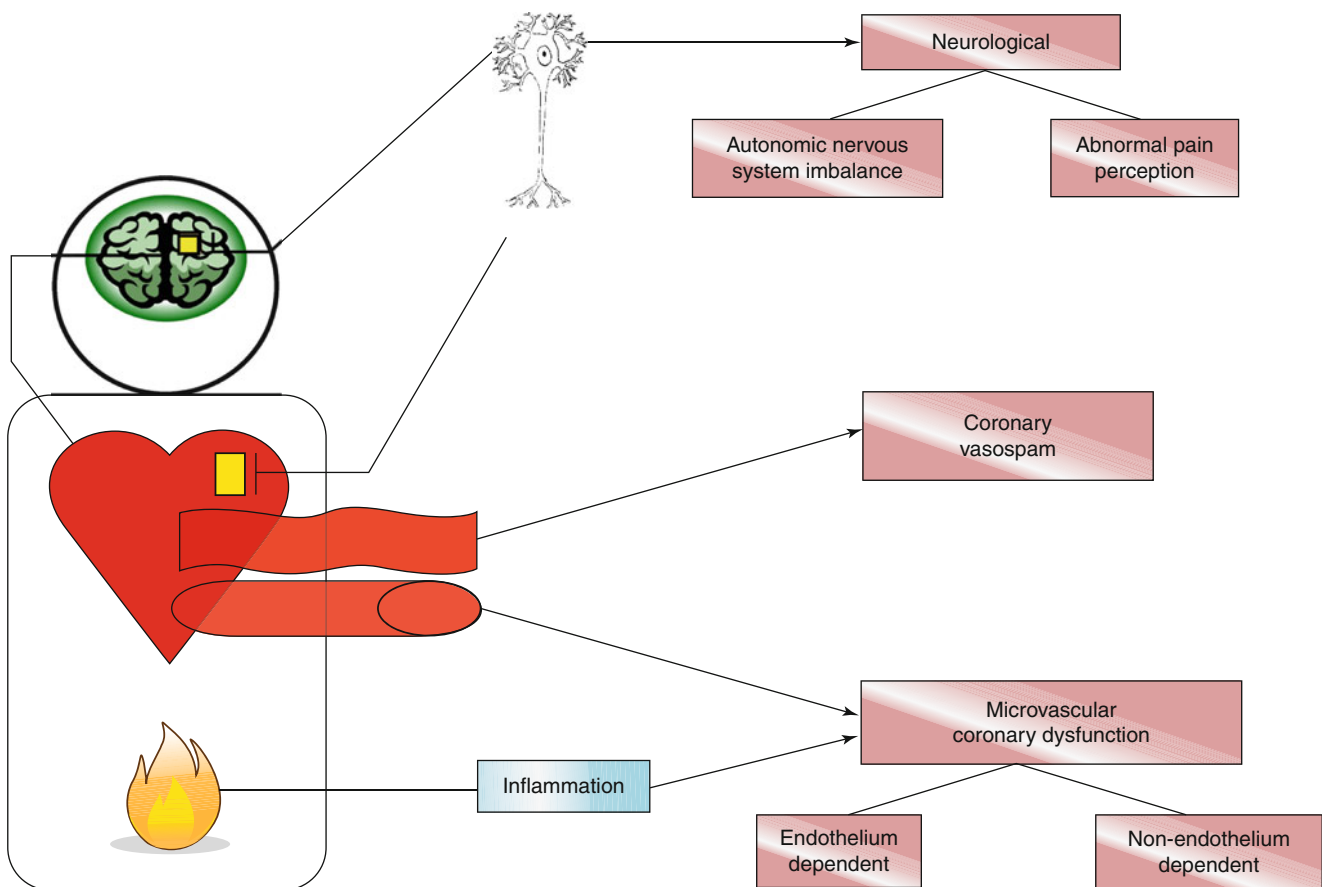 Neurological
Autonomic nervous
system imbalance
Abnormal pain
perception
Coronary
vasospam
Microvascular
coronary dysfunction
Inflammation
Endothelium
dependent
Non-endothelium
dependent